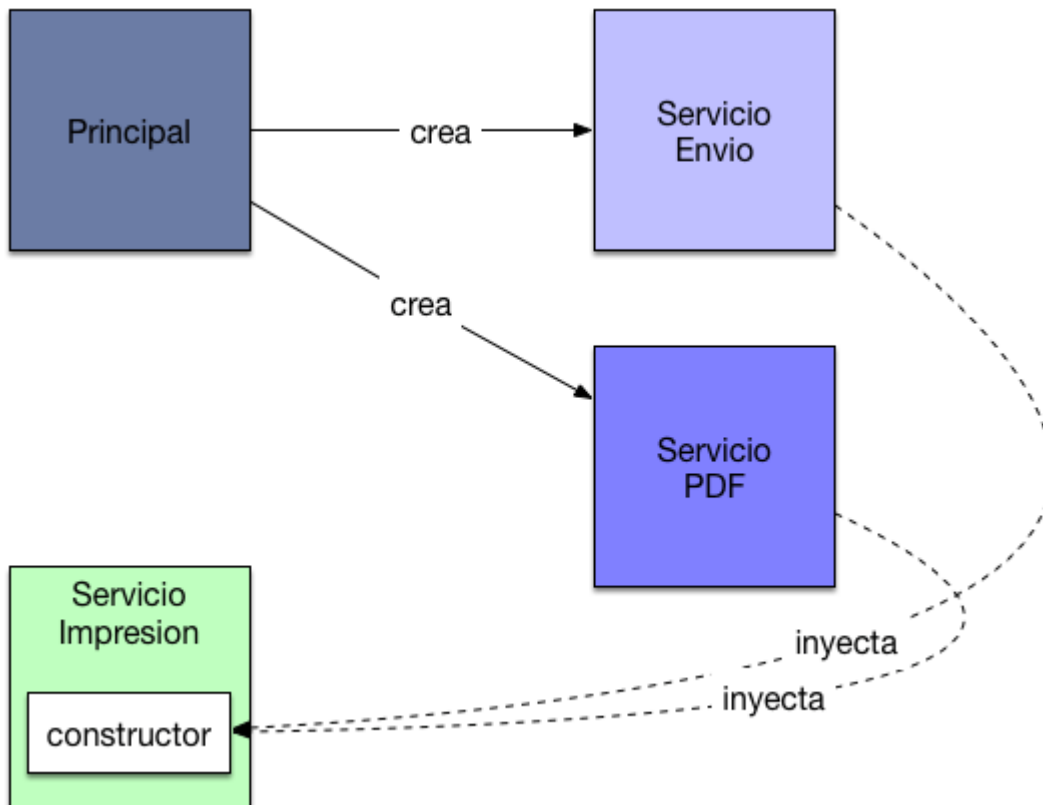 Principal
crea
Servicio
Envio
crea
Servicio
PDF
Servicio
Impresion
inyecta
inyecta
constructor